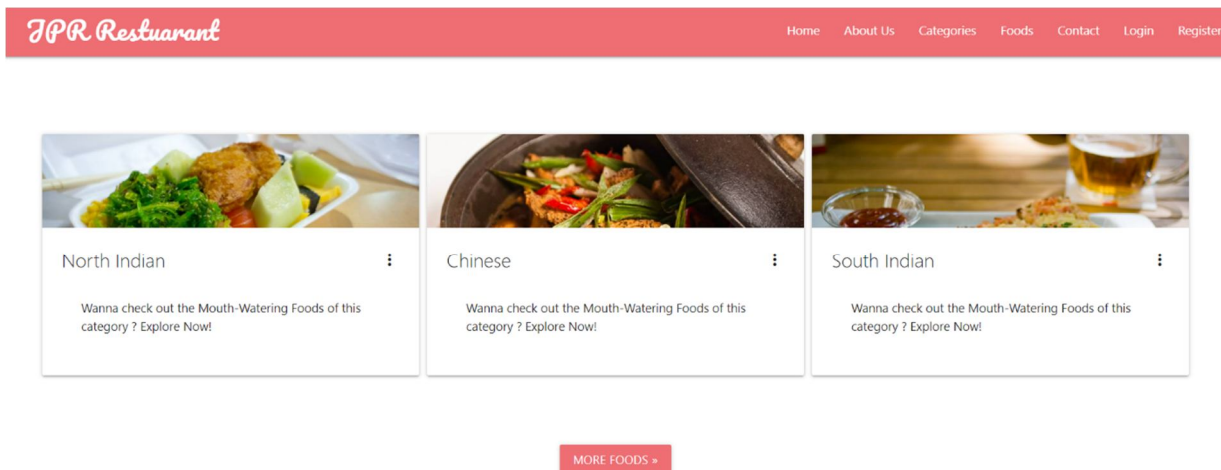 JPR Restuarant
Home About Us Categories Foods Contact Login Register
North Indian
Wanna check out the Mouth-Watering Foods of this
category ? Explore Now!
Chinese
Wanna check out the Mouth-Watering Foods of this
category ? Explore Now!
South Indian
Wanna check out the Mouth-Watering Foods of this
category ? Explore Now!
MORE FOODS »